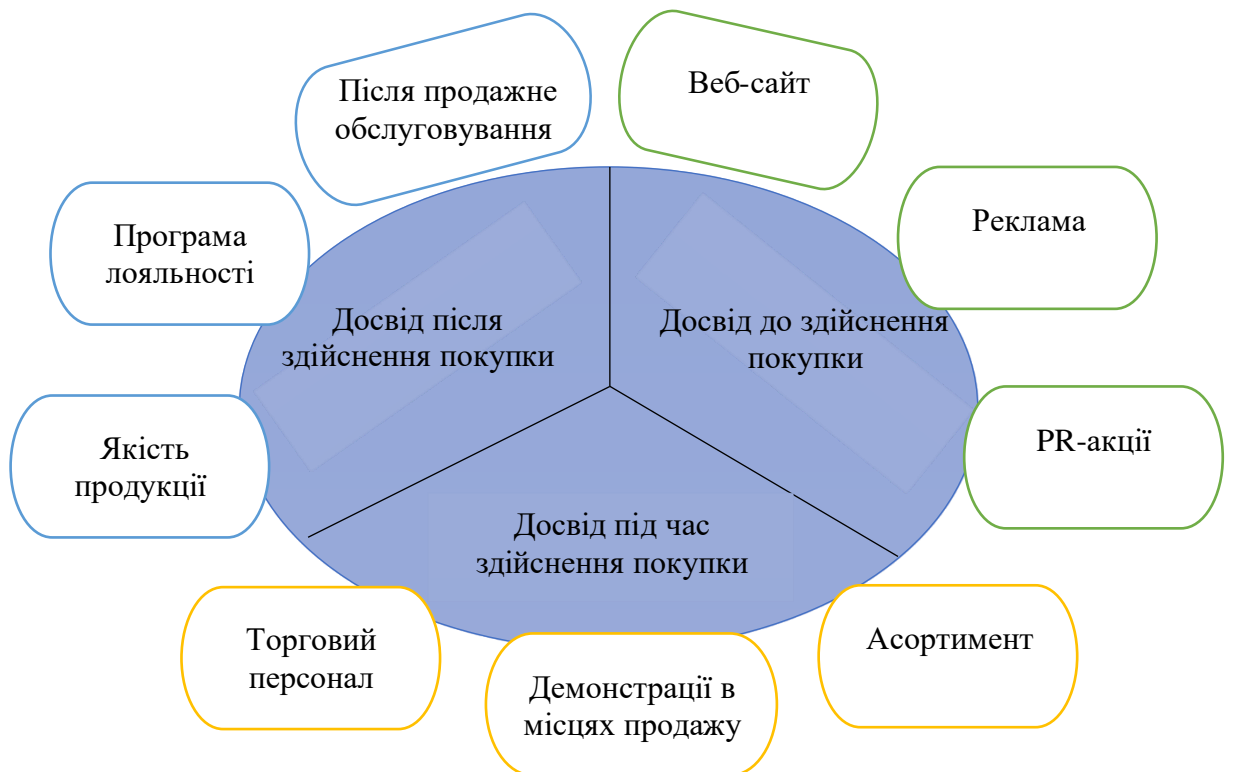 Після продажне
обслуговування
Веб-сайт
Програма
лояльності
Реклама
Досвід після
здійснення покупки
Досвід до здійснення
покупки
Якість
продукції
PR-акції
Досвід під час
здійснення покупки
Торговий
персонал
Демонстрації в
місцях продажу
Асортимент